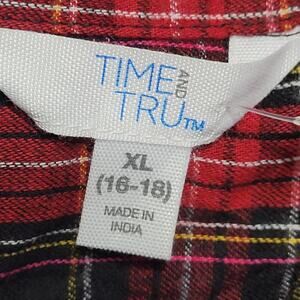 TIME AND
TRU™
XL
(16-18)
MADE IN
INDIA